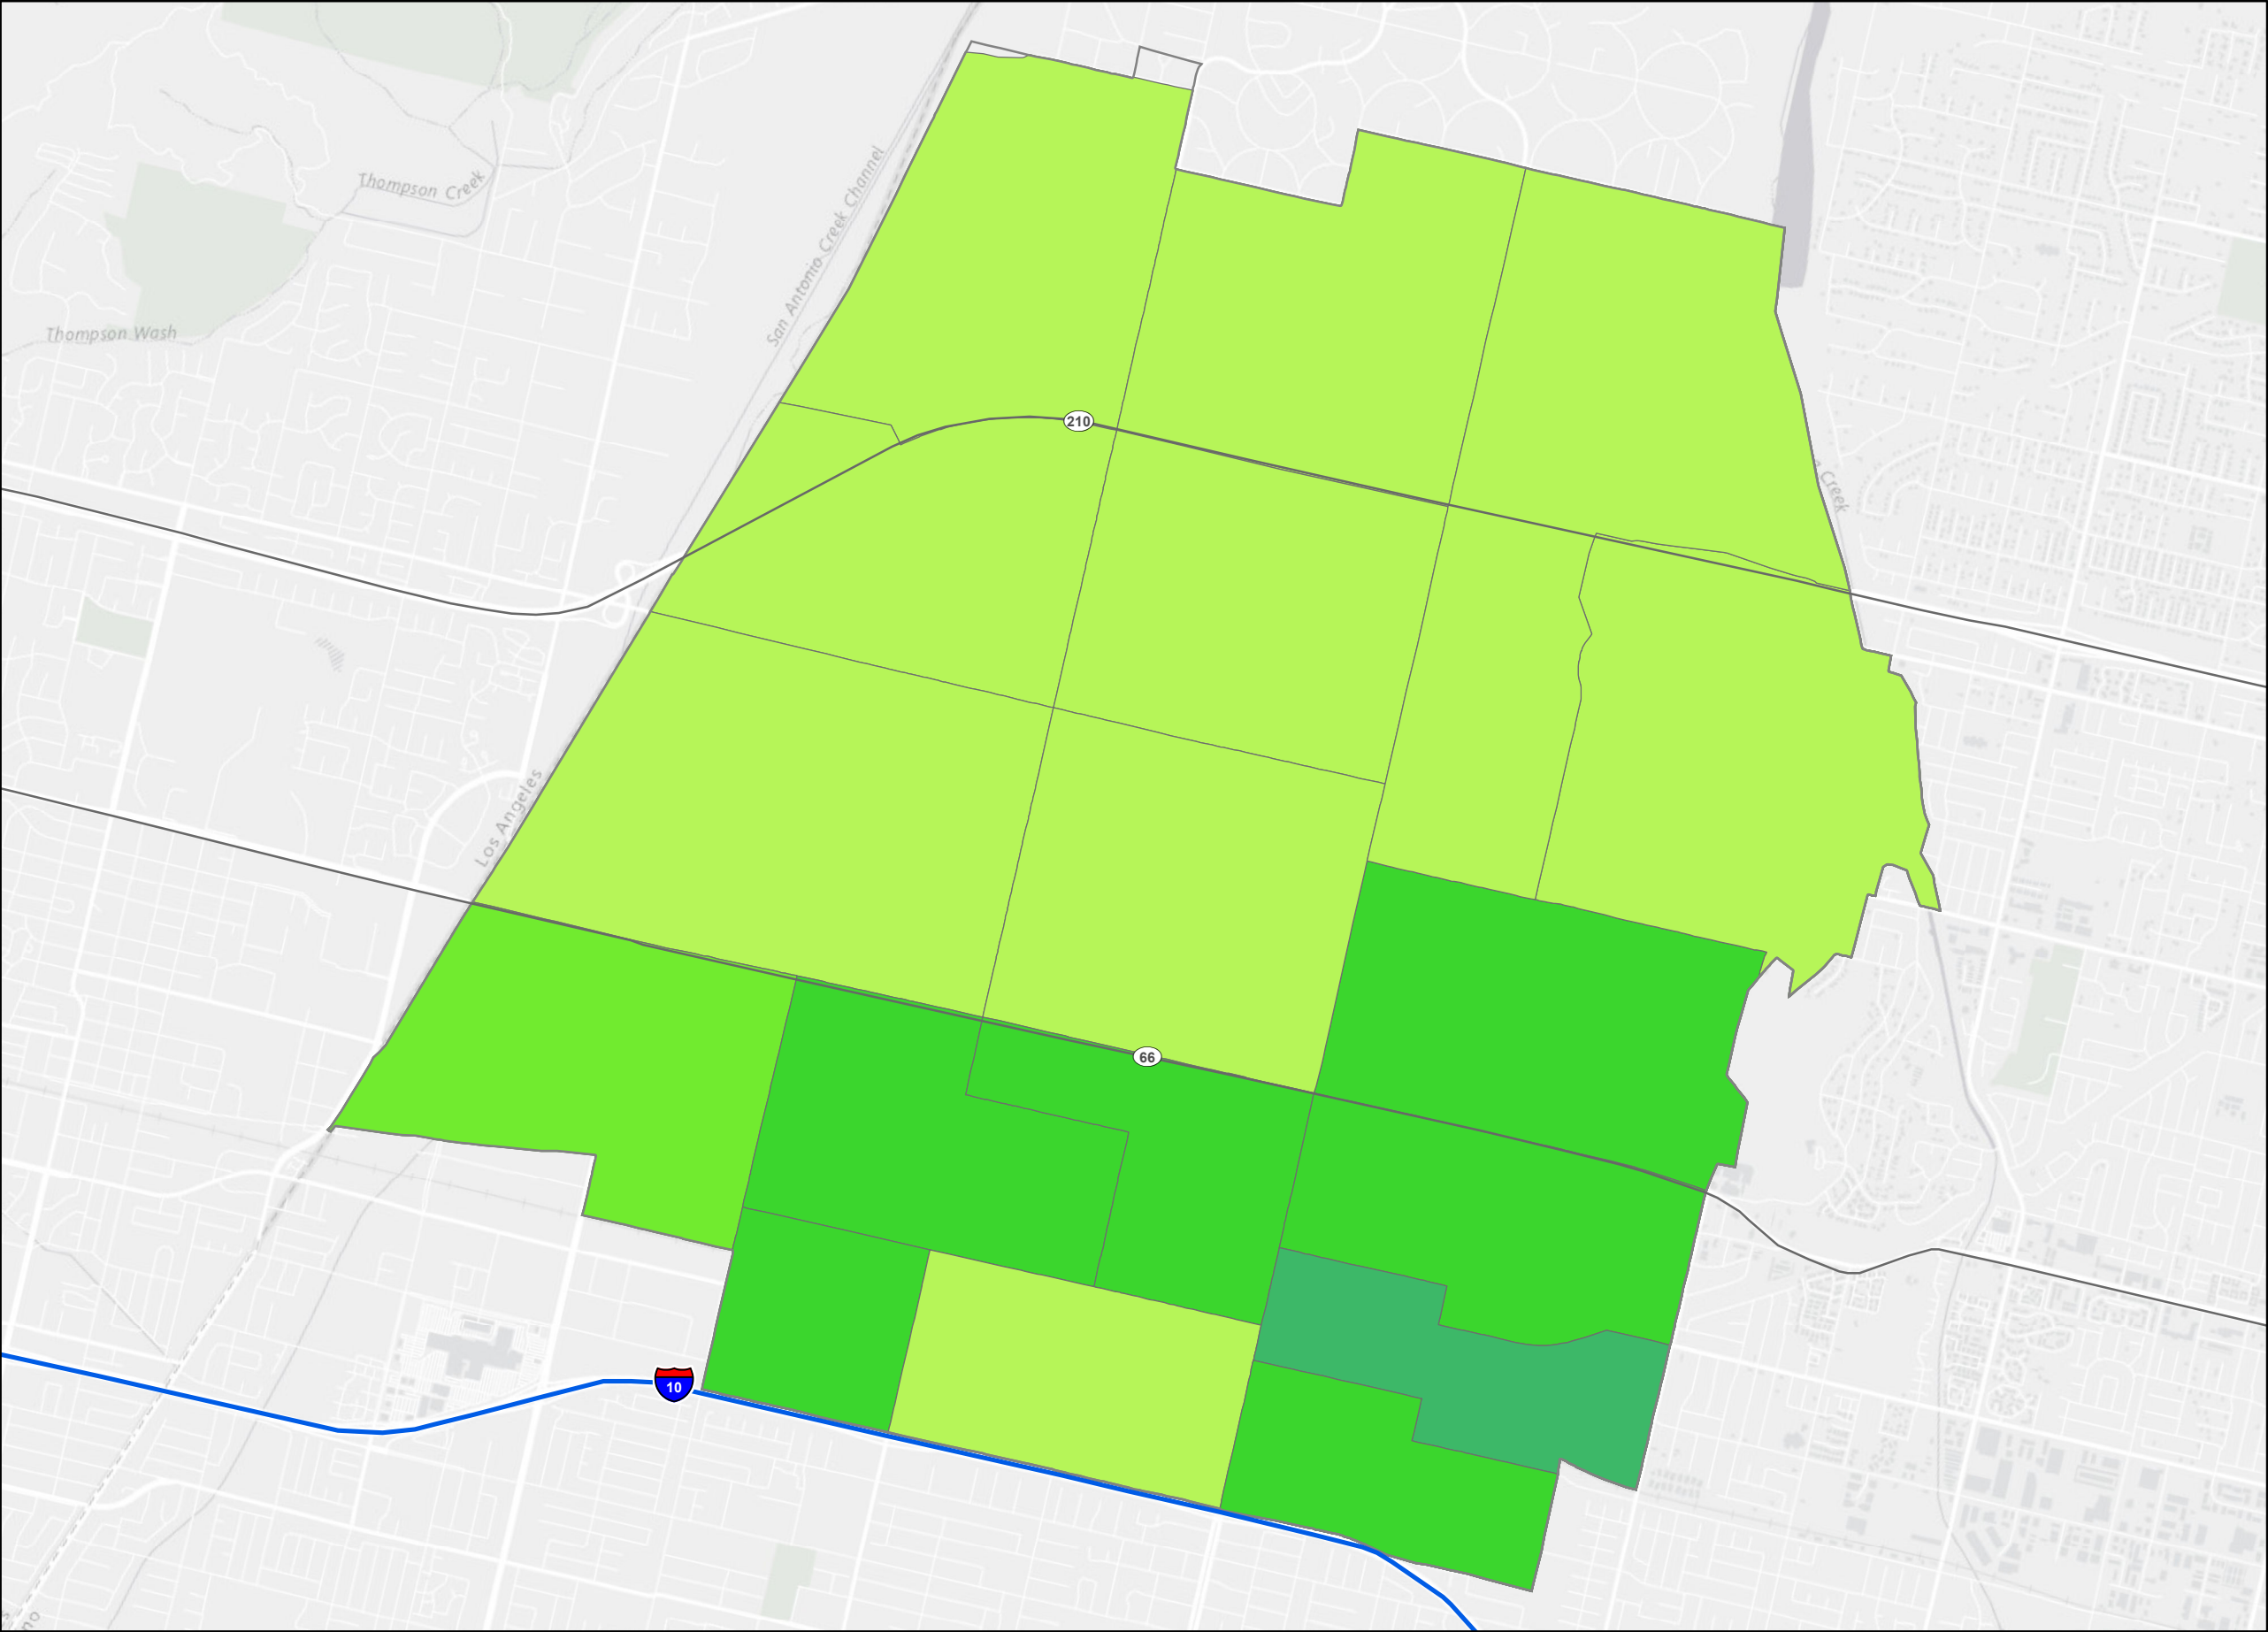 Thompson Creek
San Antonio Creek Channel
Thompson Wash
210
Creek
Los Angeles
66
10